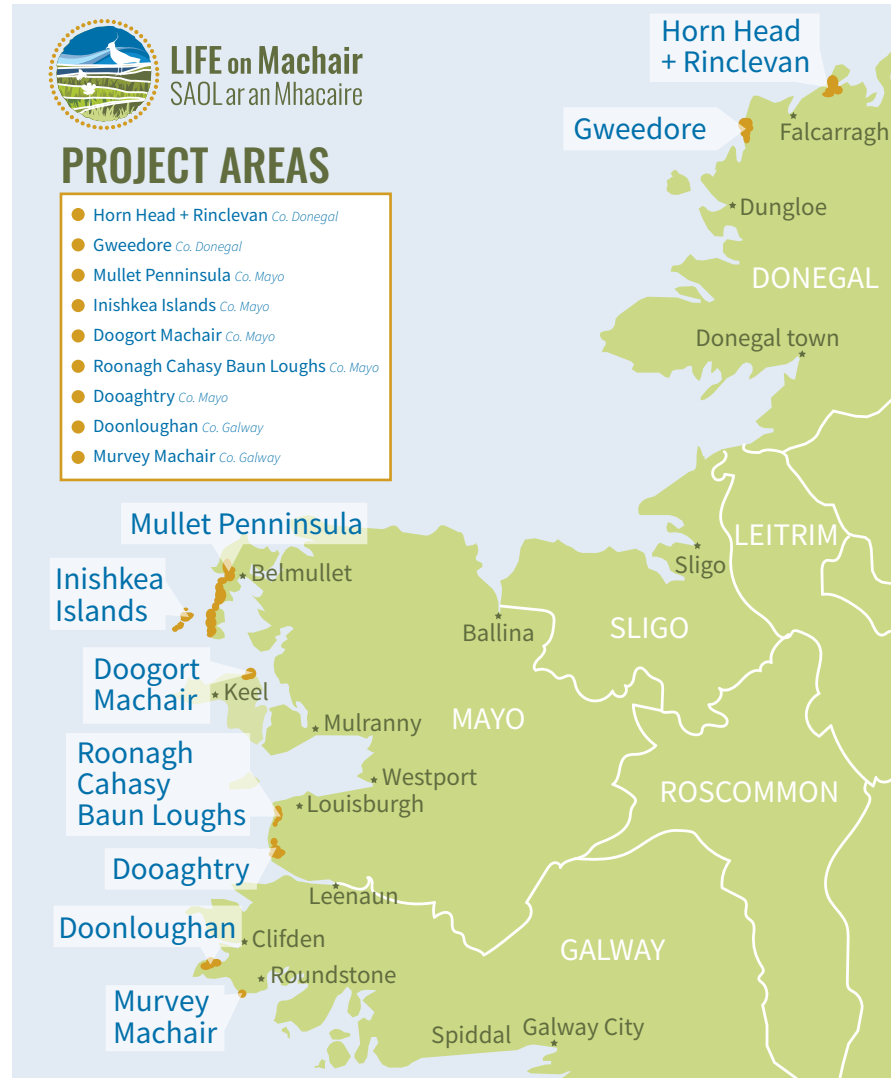 LIFE on Machair
SAOL ar an Mhacaire
PROJECT AREAS
Horn Head + Rinclevan Co. Donegal
Gweedore Co. Donegal
Mullet Penninsula Co. Mayo
Inishkea Islands Co. Mayo
Doogort Machair Co. Mayo
Roonagh Cahasy Baun Loughs Co. Mayo
Dooaghtry Co. Mayo
Doonloughan Co. Galway
Murvey Machair Co. Galway
Horn Head
+ Rinclevan
Gweedore
Falcarragh
Dungloe
DONEGAL
Donegal town
LEITRIM
Sligo
Mullet Penninsula
Belmullet
Inishkea
Islands
Ballina
SLIGO
Doogort
Machair
Keel
Mulranny
MAYO
Roonagh
Cahasy
Baun Loughs
Westport
Louisburgh
ROSCOMMON
Dooaghtry
Leenaun
Doonloughan
Clifden
GALWAY
Roundstone
Murvey
Machair
Spiddal
Galway City